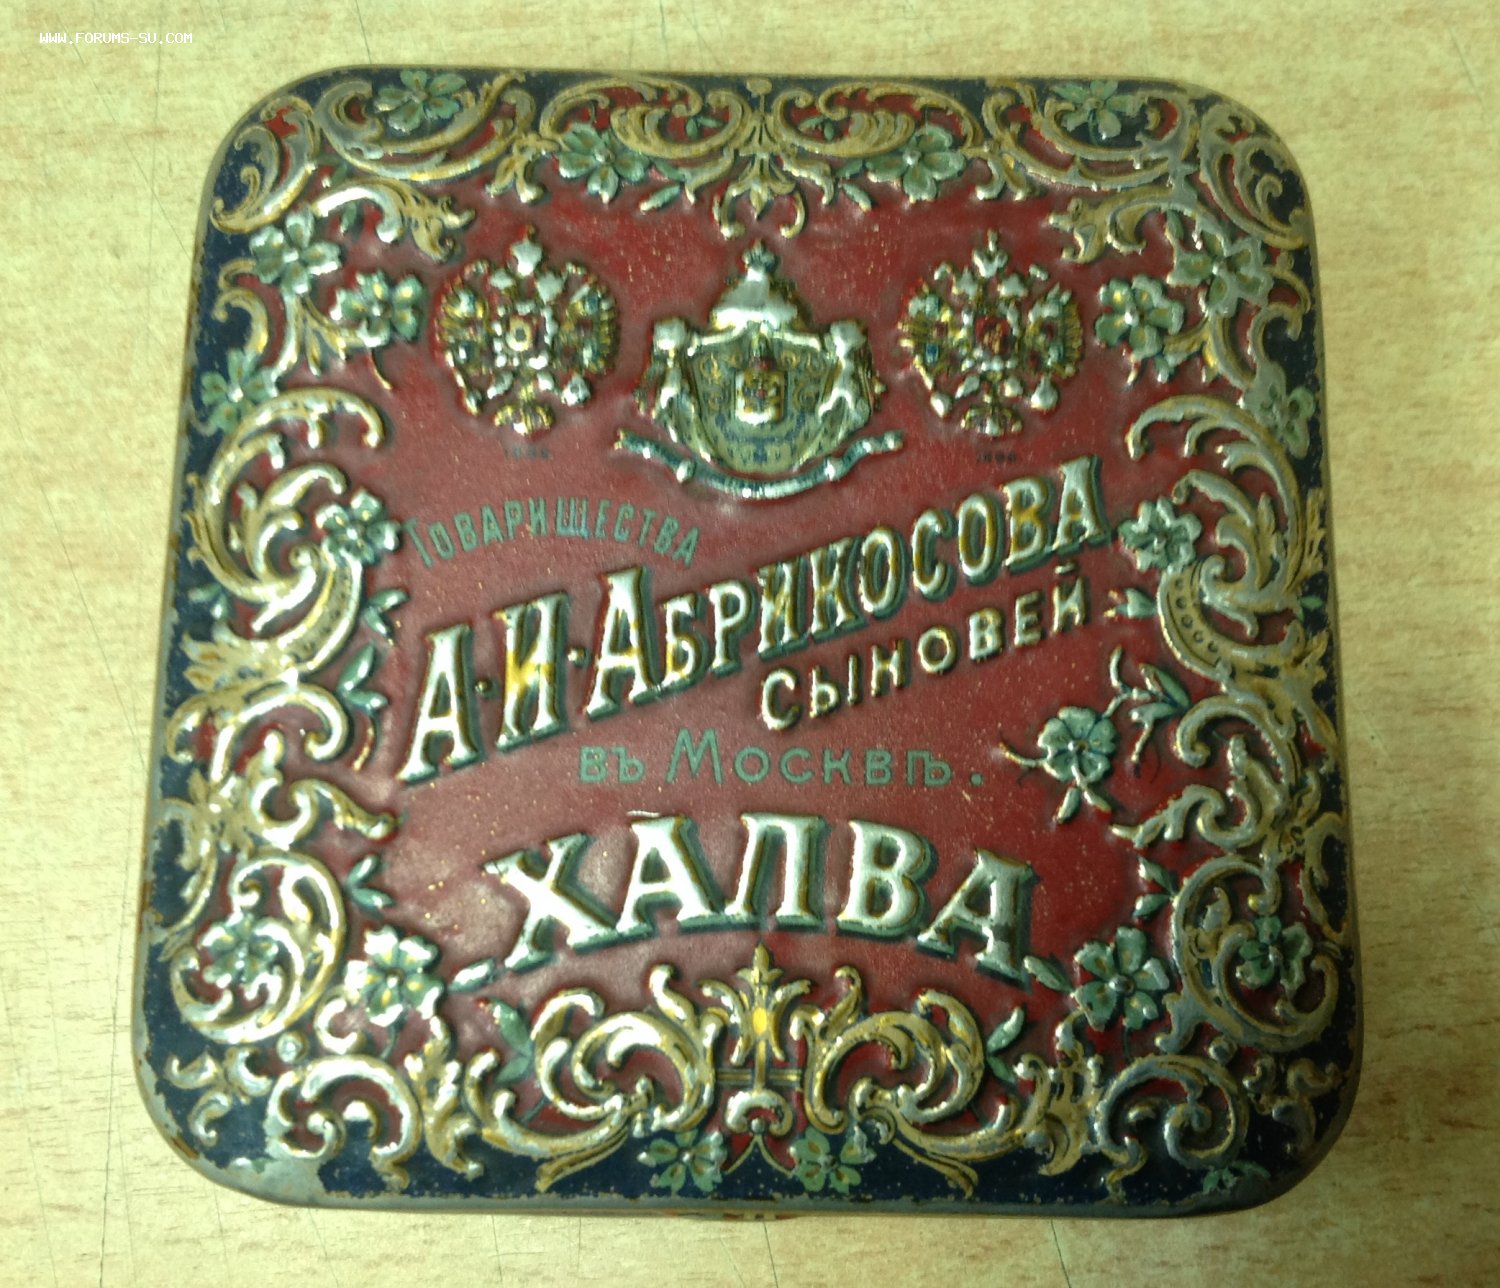 WWW.FORUMS-SU.COM
ТОВАРИЩЕСТВА
А·И·АБРИКОСОВА
СЫНОВЕЙ
въ Москвѣ.
ХАЛВА